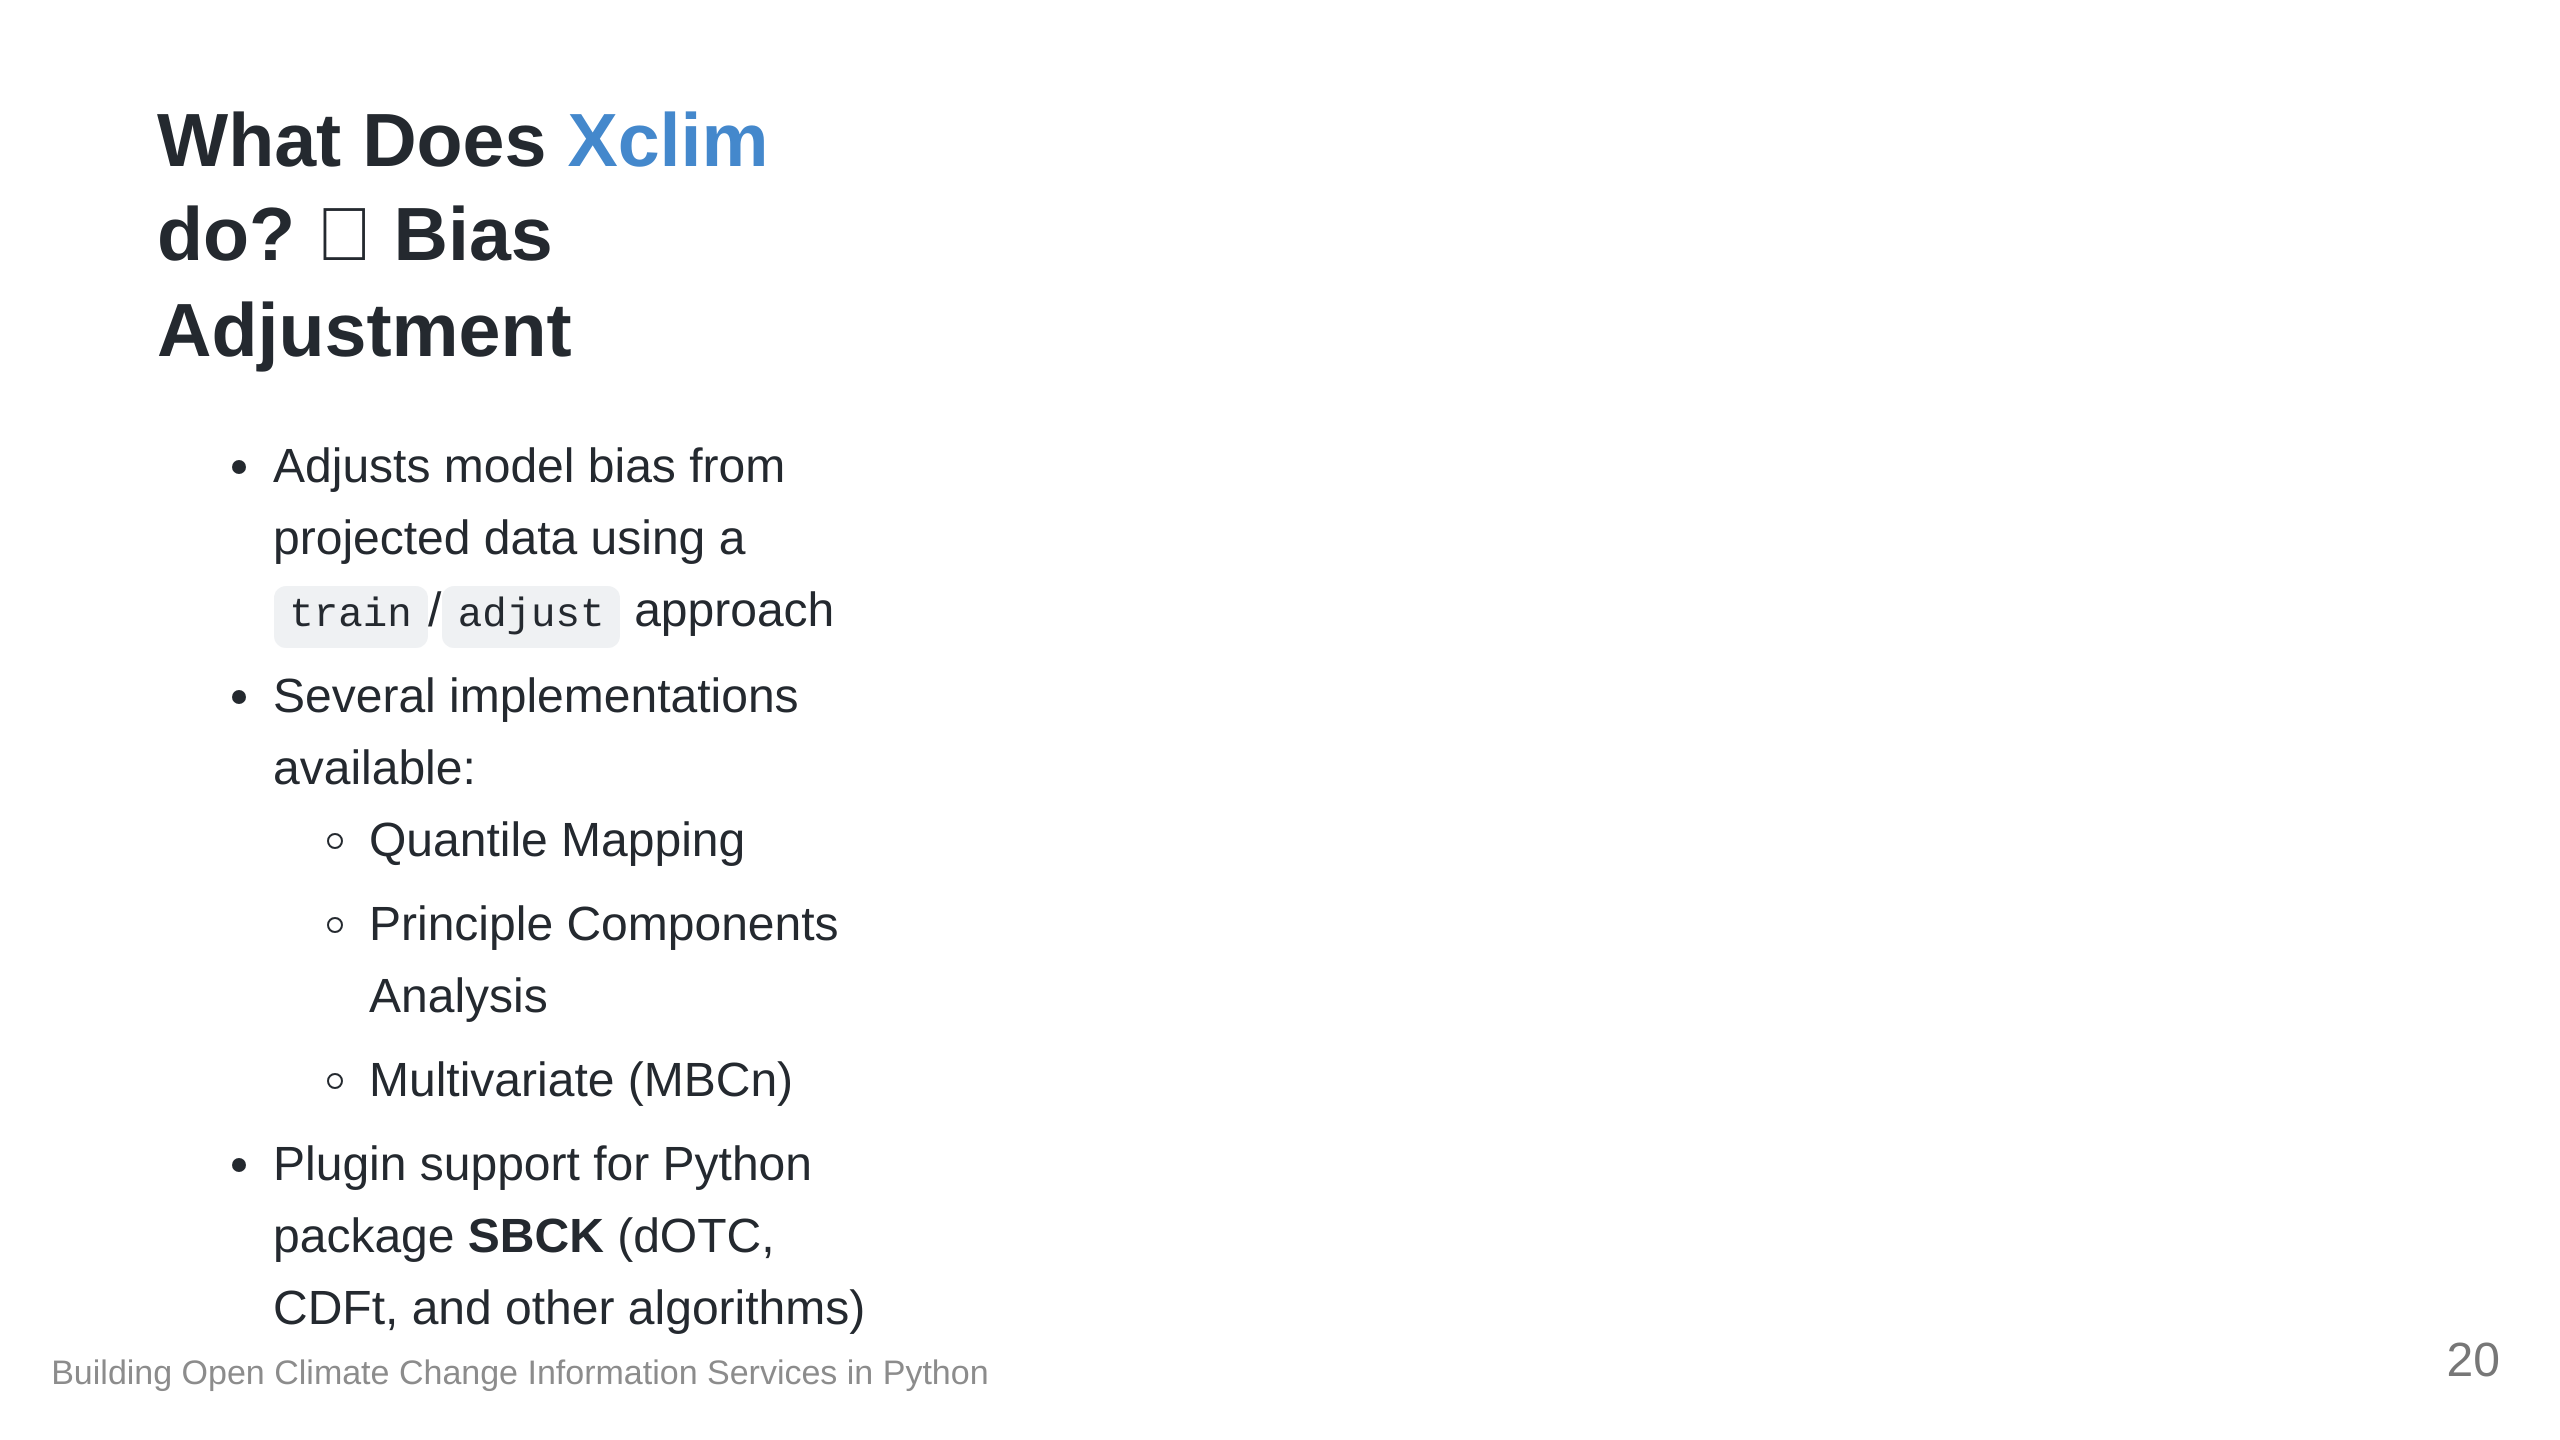 What Does Xclim
do? Bias
Adjustment
• Adjusts model bias from
projected data using a
train/adjust approach
• Several implementations
available:
◦ Quantile Mapping
◦ Principle Components
Analysis
◦ Multivariate (MBCn)
• Plugin support for Python
package SBCK (dOTC,
CDFt, and other algorithms)
Building Open Climate Change Information Services in Python
20